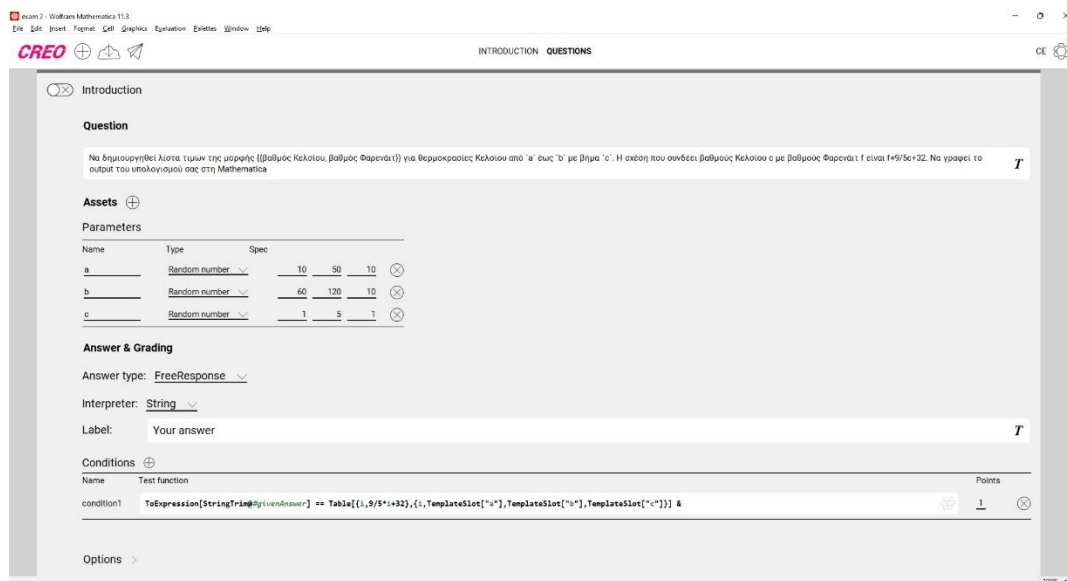 exam 2 - Wolfram Mathematica 11.3
File Edit Insert Format Cell Graphics Evaluation Palettes Window Help
CREO INTRODUCTION QUESTIONS CE
Introduction
Question
Να δημιουργηθεί λίστα τιμών της μορφής {{βαθμός Κελσίου, βαθμός Φαρενάιτ}} για θερμοκρασίες Κελσίου από `a` έως `b` με βήμα `c`. Η σχέση που συνδέει βαθμούς Κελσίου c με βαθμούς Φαρενάιτ f είναι f=9/5c+32. Να γραφεί το
output του υπολογισμού σας στη Mathematica
T
Assets
Parameters
Name Type Spec
a Random number 10 50 10
b Random number 60 120 10
c Random number 1 5 1
Answer & Grading
Answer type: FreeResponse
Interpreter: String
Label: Your answer T
Conditions
Name Test function Points
condition1 ToExpression[StringTrim@#givenAnswer] == Table[{i,9/5*i+32},{i,TemplateSlot["a"],TemplateSlot["b"],TemplateSlot["c"]}] & 1
Options
100%